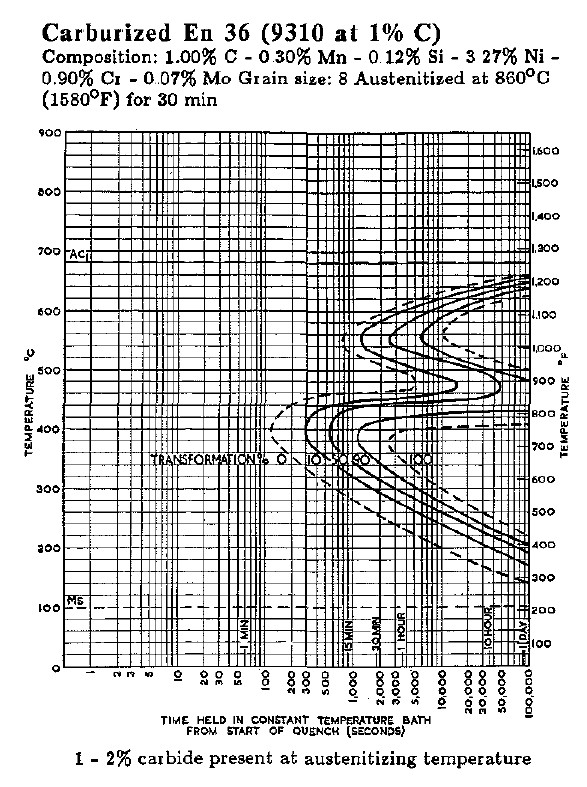 Carburized En 36 (9310 at 1% C)
Composition: 1.00% C - 0 30% Mn - 0 12% Si - 3 27% Ni -
0.90% Cr - 0.07% Mo Grain size: 8 Austenitized at 860°C
(1580°F) for 30 min
900
800
700
600
500
400
300
200
100
0
TEMPERATURE °C
AC₁
Ms
1,600
1,500
1,400
1,300
1,200
1,100
1,000
900
800
700
600
500
400
300
200
100
TEMPERATURE °F
TRANSFORMATION % 0 10 50 90 100
1 MIN
15 MIN
30 MIN
1 HOUR
10 HOUR
1 DAY
1 2 3 5 10 20 30 50 100 200 300 500 1,000 2,000 3,000 5,000 10,000 20,000 30,000 50,000 100,000
TIME HELD IN CONSTANT TEMPERATURE BATH
FROM START OF QUENCH (SECONDS)
1 - 2% carbide present at austenitizing temperature